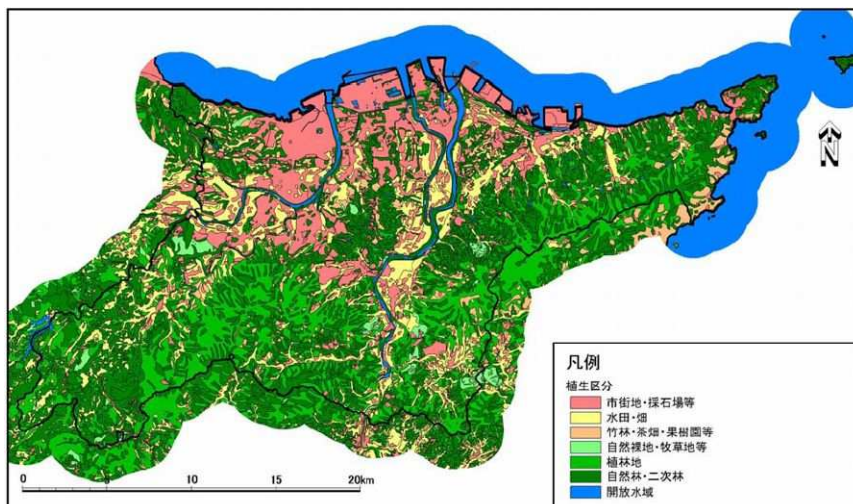 N
凡例
植生区分
市街地・採石場等
水田・畑
竹林・茶畑・果樹園等
自然裸地・牧草地等
植林地
自然林・二次林
開放水域
0 5 10 15 20km